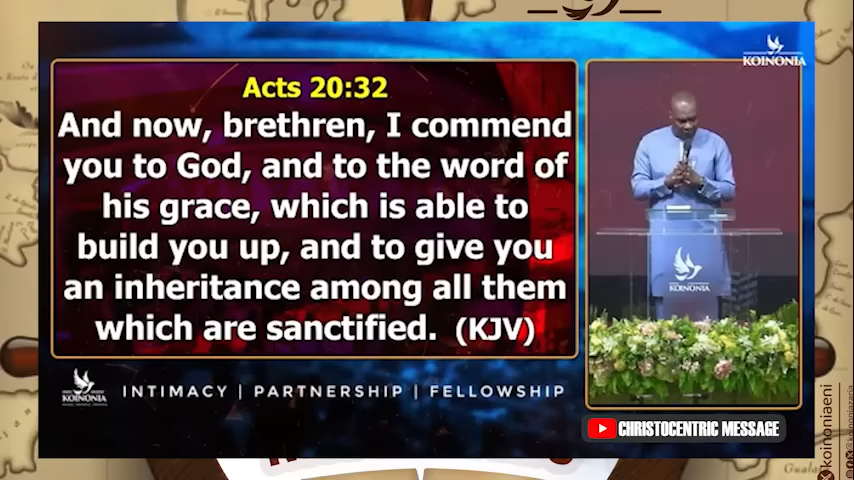 KOINONIA
Acts 20:32
And now, brethren, I commend
you to God, and to the word of
his grace, which is able to
build you up, and to give you
an inheritance among all them
which are sanctified. (KJV)
KOINONIA
KOINONIA
INTIMACY | PARTNERSHIP | FELLOWSHIP
CHRISTOCENTRIC MESSAGE
koinoniaeni